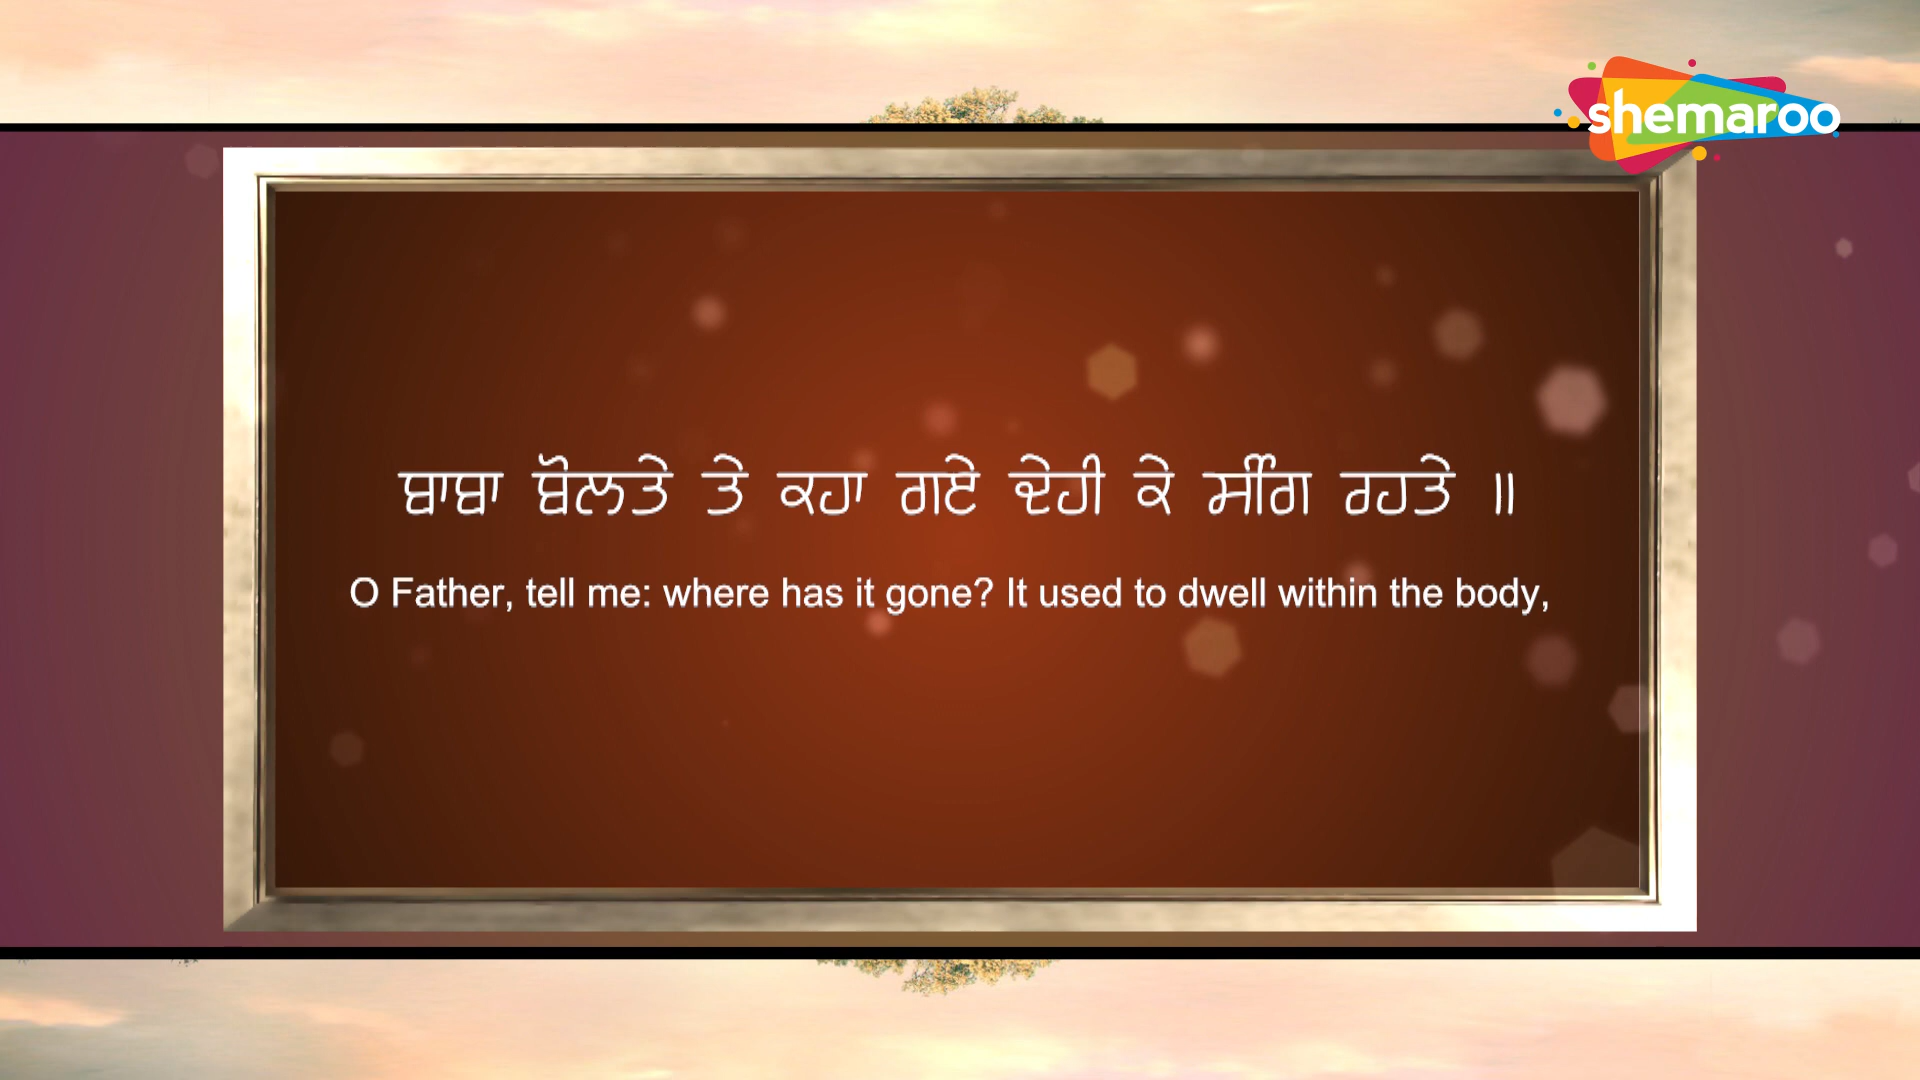 shemaroo
ਬਾਬਾ ਬੋਲਤੇ ਤੇ ਕਹਾ ਗਏ ਦੇਹੀ ਕੇ ਸੰੀਗ ਰਹਤੇ ॥
O Father, tell me: where has it gone? It used to dwell within the body,